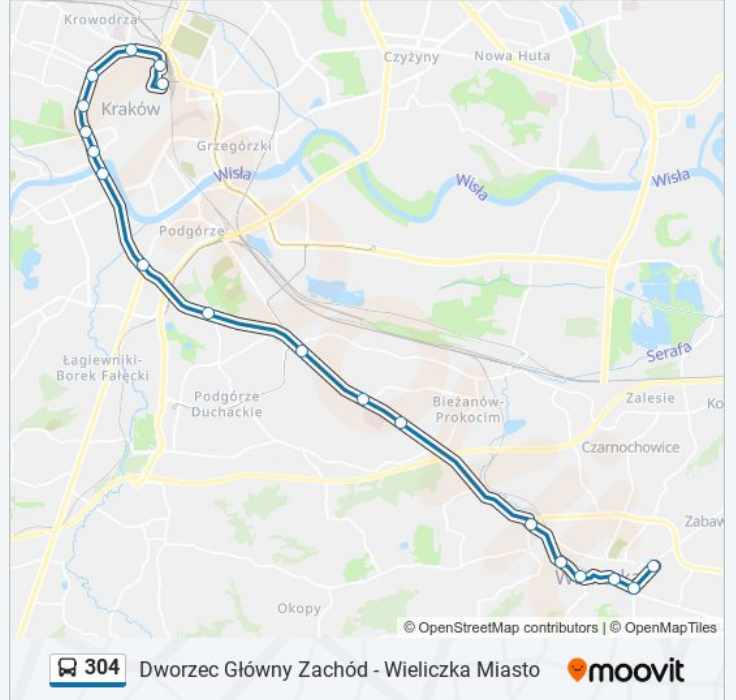 Krowodrza
Czyżyny
Nowa Huta
Kraków
Grzegórzki
Wisła
Wisła
Wisła
Podgórze
Serafa
Łagiewniki-
Borek Fałęcki
Podgórze
Duchackie
Bieżanów-
Prokocim
Zalesie
Ko
Czarnochowice
Zabaw
Okopy
© OpenStreetMap contributors | © OpenMapTiles
304 Dworzec Główny Zachód - Wieliczka Miasto moovit